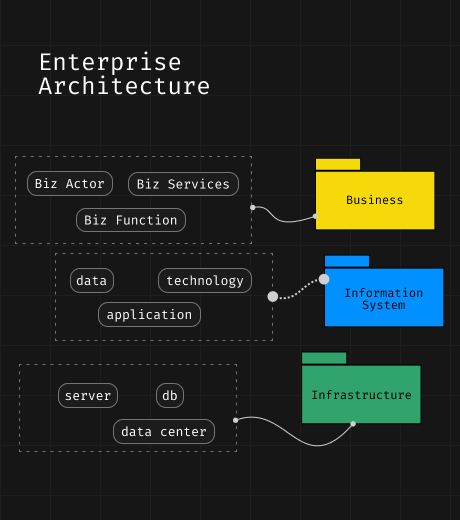 Enterprise
Architecture
Biz Actor
Biz Services
Biz Function
Business
data
technology
application
Information
System
server
db
data center
Infrastructure